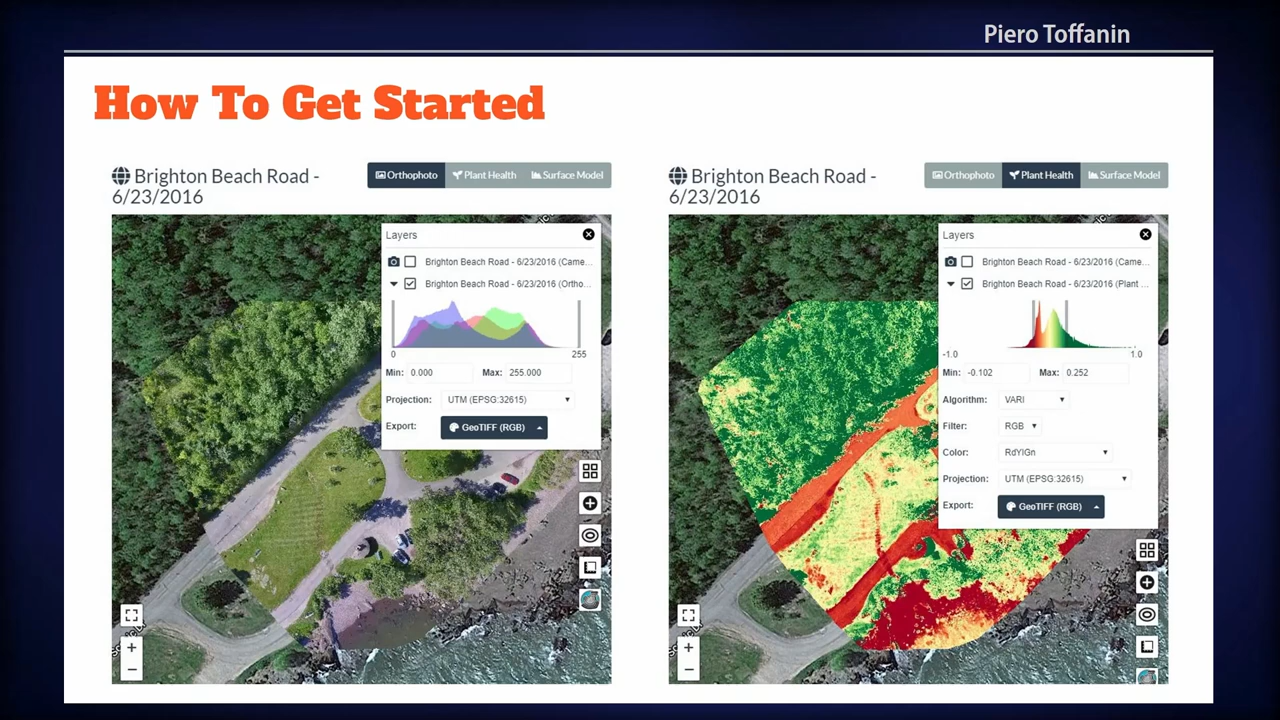 Piero Toffanin
How To Get Started
Brighton Beach Road -
6/23/2016
Orthophoto Plant Health Surface Model
Layers
Brighton Beach Road - 6/23/2016 (Came...
Brighton Beach Road - 6/23/2016 (Ortho...
0 255
Min: 0.000 Max: 255.000
Projection: UTM (EPSG:32615)
Export: GeoTIFF (RGB)
+
−
Brighton Beach Road -
6/23/2016
Orthophoto Plant Health Surface Model
Layers
Brighton Beach Road - 6/23/2016 (Came...
Brighton Beach Road - 6/23/2016 (Plant ...
-1.0 1.0
Min: -0.102 Max: 0.252
Algorithm: VARI
Filter: RGB
Color: RdYlGn
Projection: UTM (EPSG:32615)
Export: GeoTIFF (RGB)
+
−